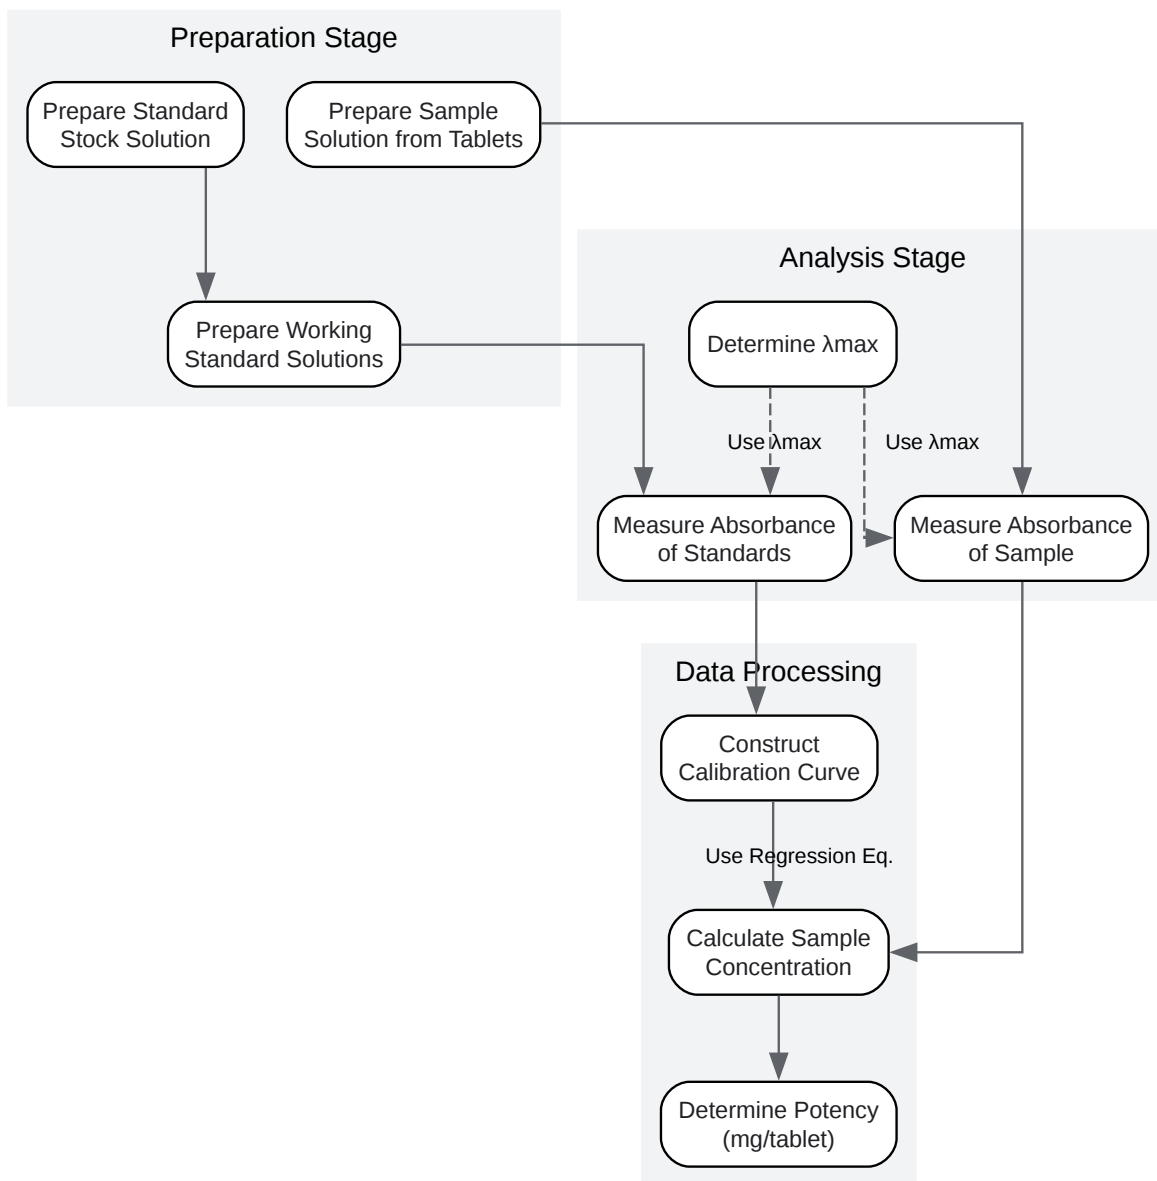 Preparation Stage
Prepare Standard
Stock Solution
Prepare Sample
Solution from Tablets
Prepare Working
Standard Solutions
Analysis Stage
Determine λmax
Use λmax
Use λmax
Measure Absorbance
of Standards
Measure Absorbance
of Sample
Data Processing
Construct
Calibration Curve
Use Regression Eq.
Calculate Sample
Concentration
Determine Potency
(mg/tablet)